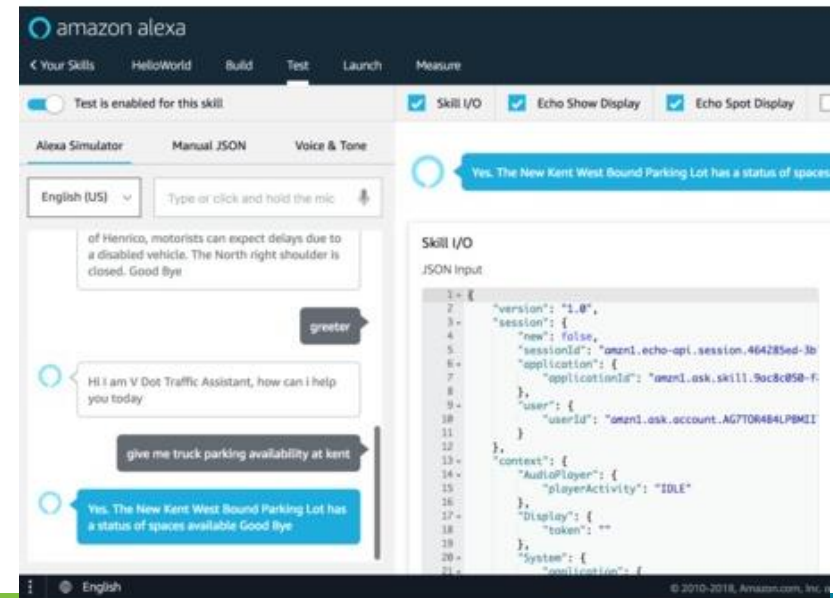 amazon alexa
< Your Skills HelloWorld Build Test Launch Measure
Test is enabled for this skill
Skill I/O Echo Show Display Echo Spot Display
Alexa Simulator Manual JSON Voice & Tone
English (US) Type or click and hold the mic
of Henrico, motorists can expect delays due to
a disabled vehicle. The North right shoulder is
closed. Good Bye
greeter
Hi I am V Dot Traffic Assistant, how can i help
you today
give me truck parking availability at kent
Yes. The New Kent West Bound Parking Lot has
a status of spaces available Good Bye
Yes. The New Kent West Bound Parking Lot has a status of spaces
Skill I/O
JSON Input
1 {
2 "version": "1.0",
3 "session": {
4 "new": false,
5 "sessionId": "amzn1.echo-api.session.464285ed-3b
6 "application": {
7 "applicationId": "amzn1.ask.skill.9ac8c050-f
8 },
9 "user": {
10 "userId": "amzn1.ask.account.AG7TOR4B4LPBMII
11 }
12 },
13 "context": {
14 "AudioPlayer": {
15 "playerActivity": "IDLE"
16 },
17 "Display": {
18 "token": ""
19 },
20 "System": {
21 "application": {
English
© 2010-2018, Amazon.com, Inc.